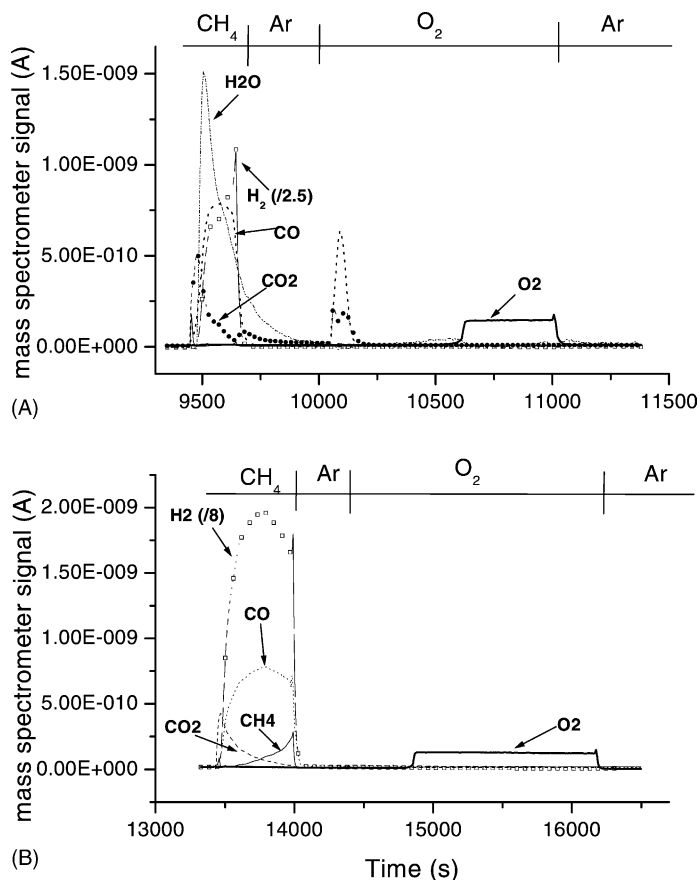 CH4 Ar O2 Ar
1.50E-009
H2O
1.00E-009
H2 (/2.5)
CO
5.00E-010
CO2
O2
0.00E+000
mass spectrometer signal (A)
(A)
9500 10000 10500 11000 11500
CH4 Ar O2 Ar
2.00E-009
H2 (/8)
1.50E-009
CO
1.00E-009
5.00E-010
CO2 CH4 O2
0.00E+000
mass spectrometer signal (A)
13000 14000 15000 16000
(B)
Time (s)